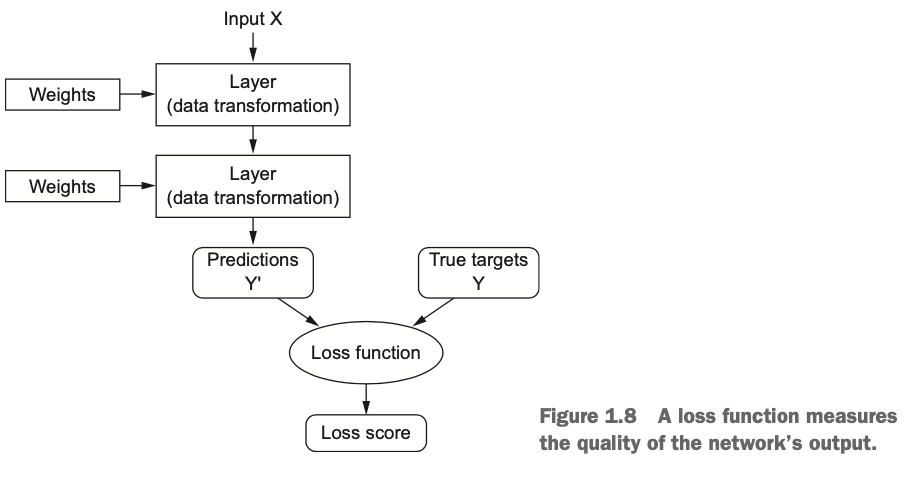 Input X
Weights
Layer
(data transformation)
Weights
Layer
(data transformation)
Predictions
Y'
True targets
Y
Loss function
Loss score
Figure 1.8 A loss function measures
the quality of the network's output.